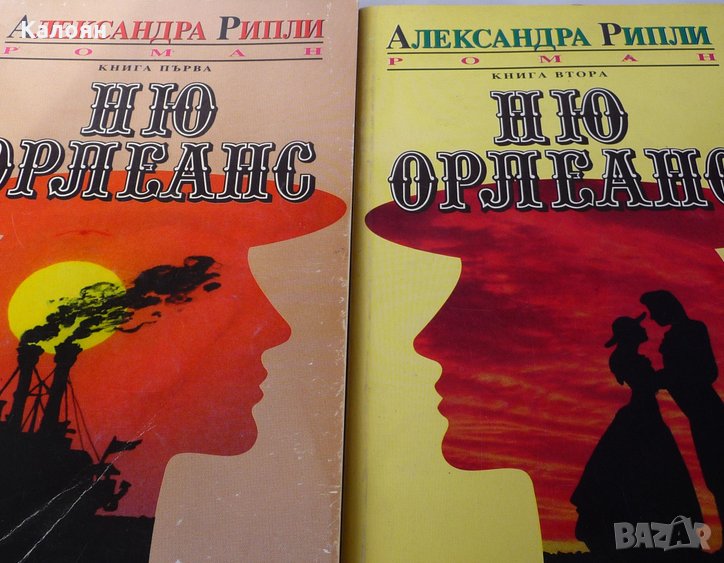 Калоян
АЛЕКСАНДРА РИПЛИ
РОМАН
КНИГА ПЪРВА
НЮ
ОРЛЕАНС
АЛЕКСАНДРА РИПЛИ
РОМАН
КНИГА ВТОРА
НЮ
ОРЛЕАНС
BAZAR